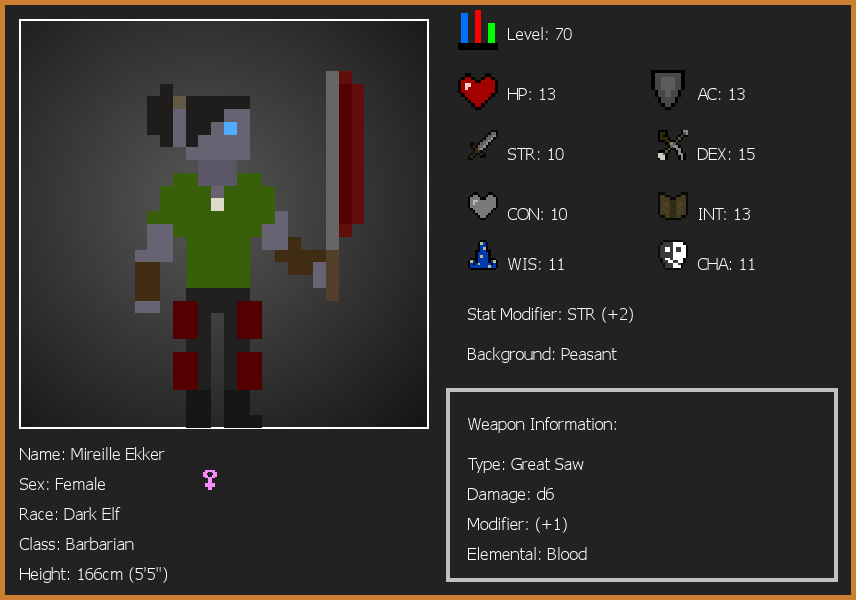 Level: 70
HP: 13
AC: 13
STR: 10
DEX: 15
CON: 10
INT: 13
WIS: 11
CHA: 11
Stat Modifier: STR (+2)
Background: Peasant
Weapon Information:
Type: Great Saw
Damage: d6
Modifier: (+1)
Elemental: Blood
Name: Mireille Ekker
Sex: Female
Race: Dark Elf
Class: Barbarian
Height: 166cm (5'5")